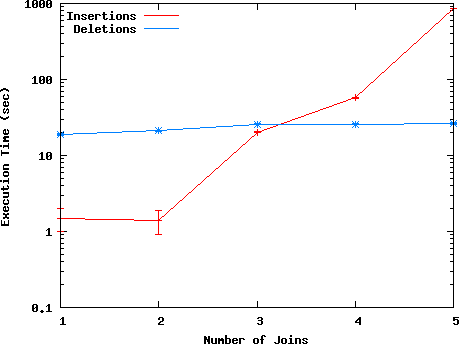 Insertions
Deletions
Execution Time (sec)
1000
100
10
1
0.1
1 2 3 4 5
Number of Joins